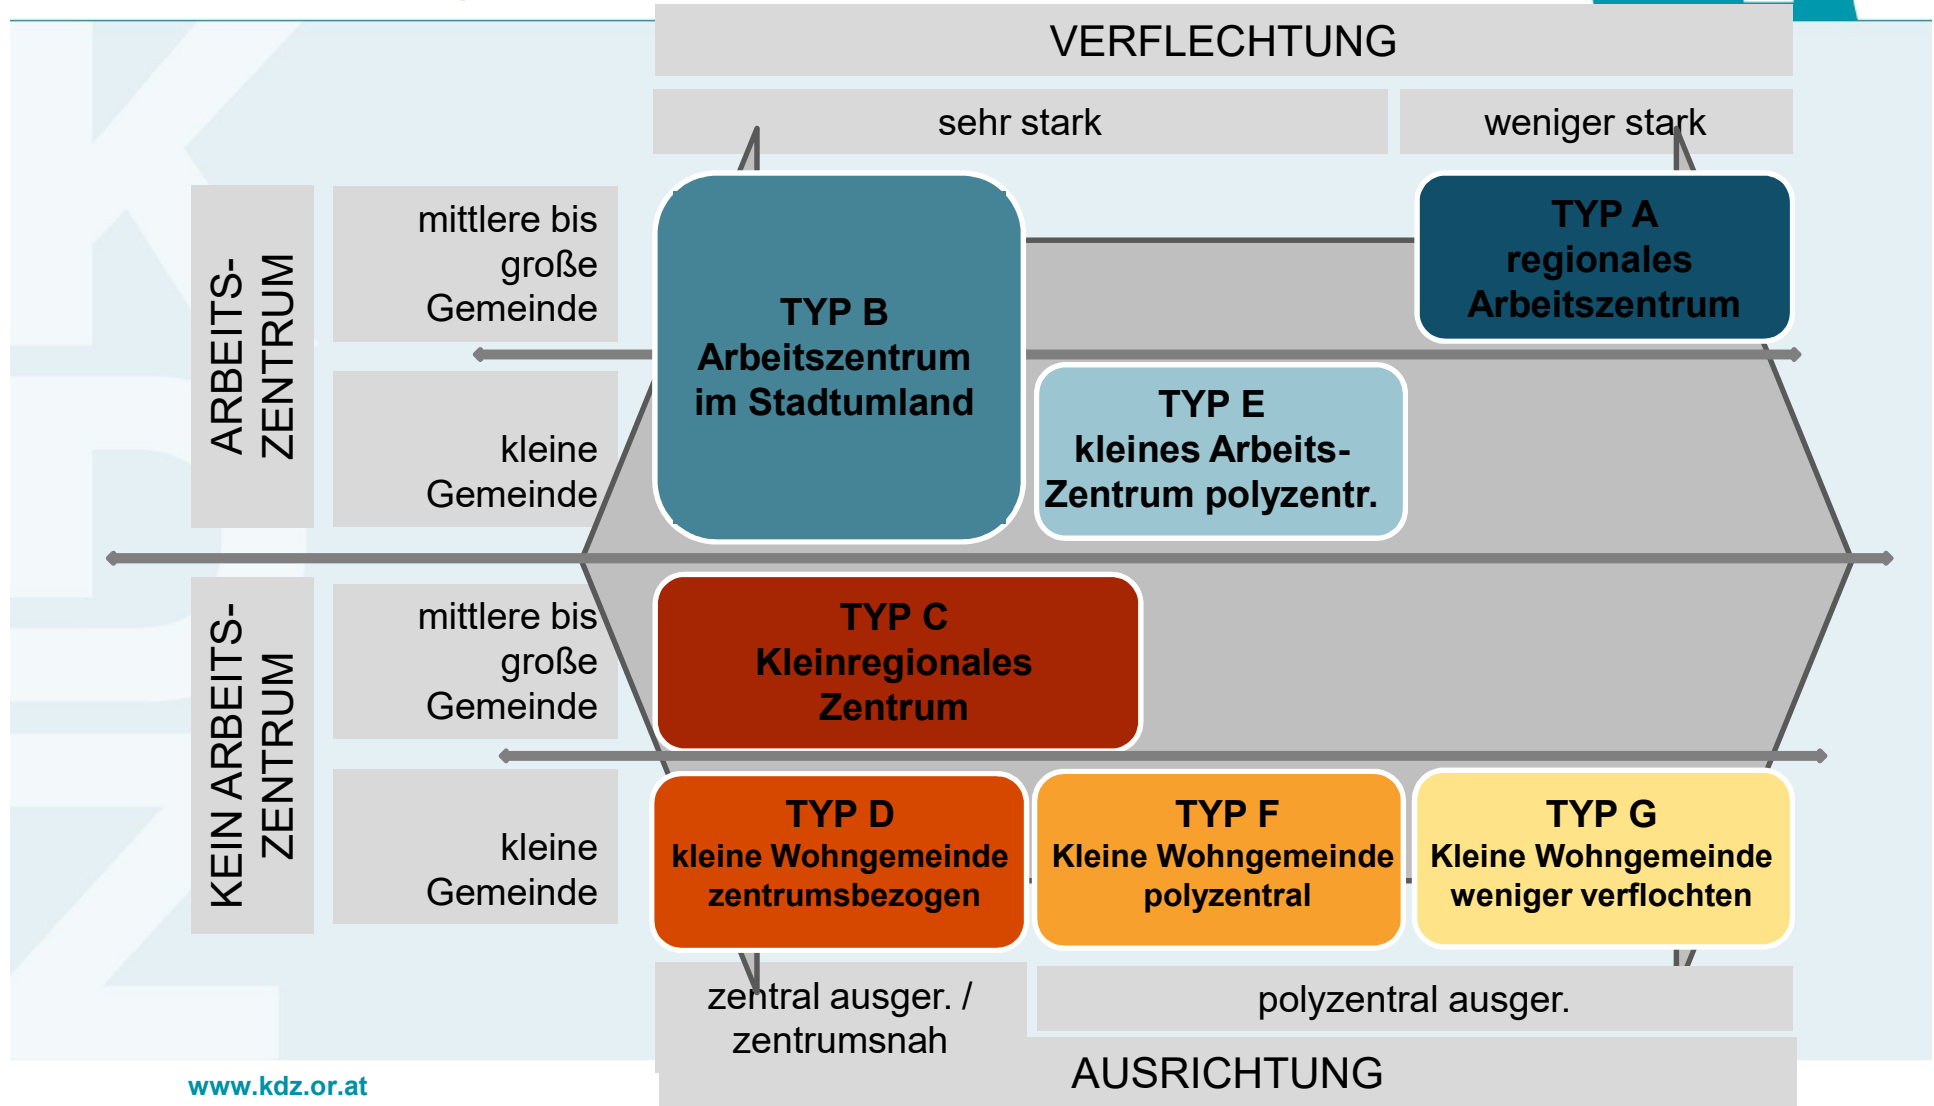 VERFLECHTUNG
sehr stark
weniger stark
ARBEITS-
ZENTRUM
mittlere bis
große
Gemeinde
kleine
Gemeinde
TYP B
Arbeitszentrum
im Stadtumland
TYP A
regionales
Arbeitszentrum
TYP E
kleines Arbeits-
Zentrum polyzentr.
KEIN ARBEITS-
ZENTRUM
mittlere bis
große
Gemeinde
kleine
Gemeinde
TYP C
Kleinregionales
Zentrum
TYP D
kleine Wohngemeinde
zentrumsbezogen
TYP F
Kleine Wohngemeinde
polyzentral
TYP G
Kleine Wohngemeinde
weniger verflochten
zentral ausger. /
zentrumsnah
polyzentral ausger.
AUSRICHTUNG
www.kdz.or.at
KDZ